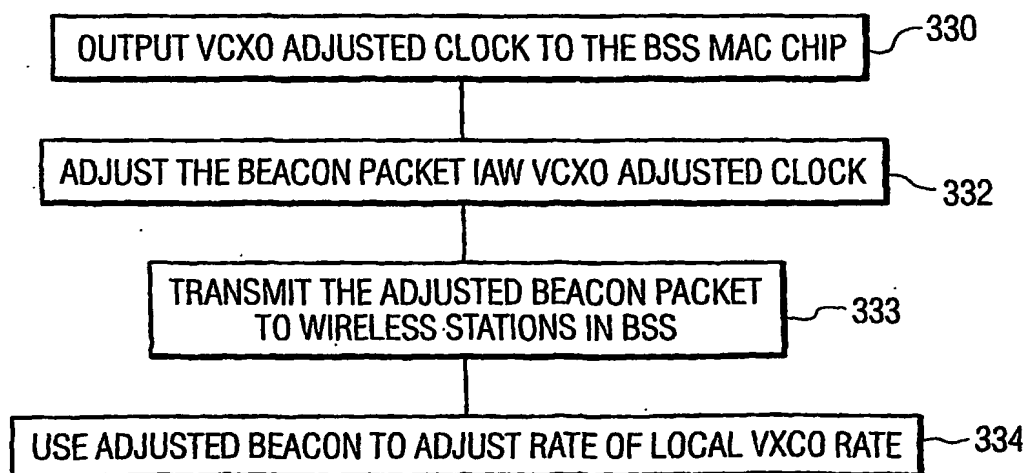 OUTPUT VCXO ADJUSTED CLOCK TO THE BSS MAC CHIP
330
ADJUST THE BEACON PACKET IAW VCXO ADJUSTED CLOCK
332
TRANSMIT THE ADJUSTED BEACON PACKET
TO WIRELESS STATIONS IN BSS
333
USE ADJUSTED BEACON TO ADJUST RATE OF LOCAL VXCO RATE
334